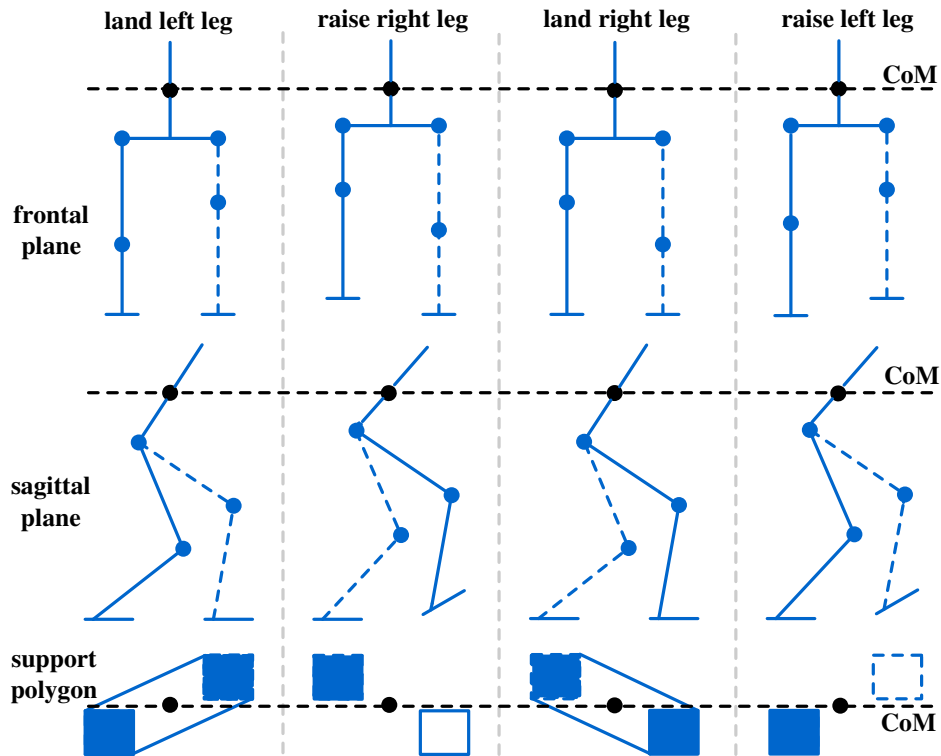 land left leg
raise right leg
land right leg
raise left leg
CoM
frontal
plane
CoM
sagittal
plane
support
polygon
CoM